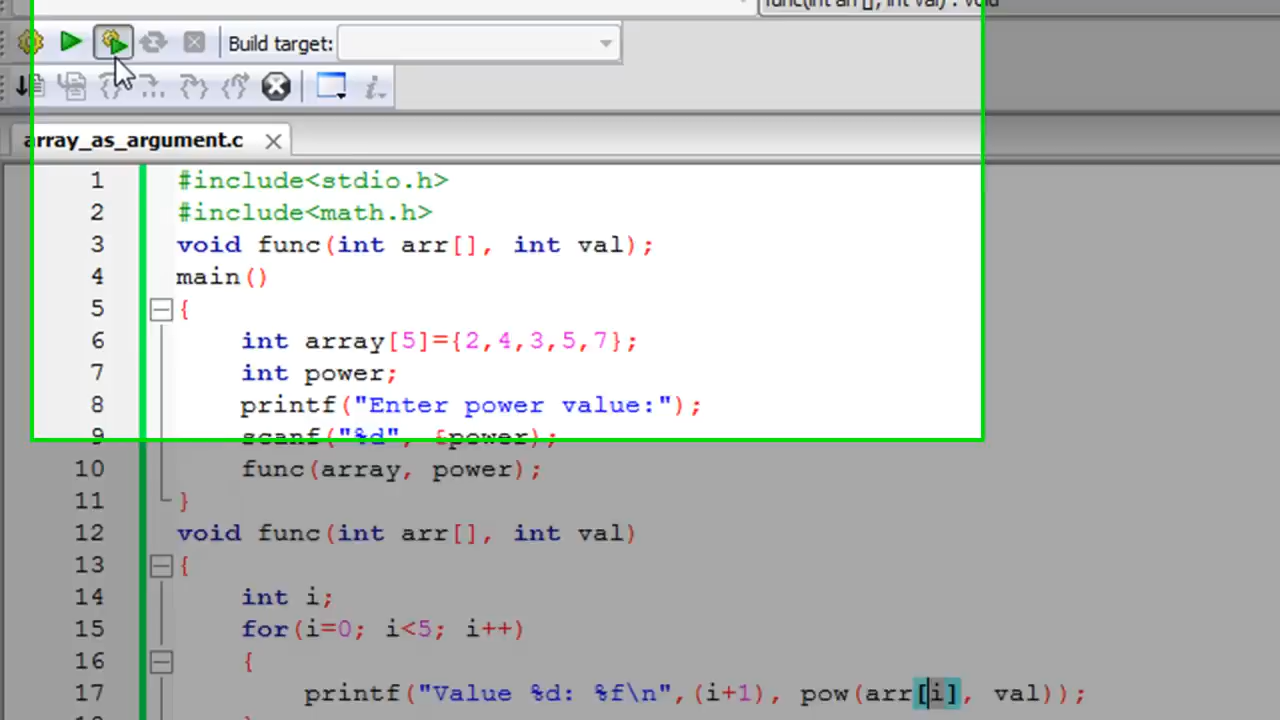 func(int arr[], int val) : void
Build target:
array_as_argument.c
1 #include<stdio.h>
2 #include<math.h>
3 void func(int arr[], int val);
4 main()
5 {
6 int array[5]={2,4,3,5,7};
7 int power;
8 printf("Enter power value:");
9 scanf("%d", &power);
10 func(array, power);
11 }
12 void func(int arr[], int val)
13 {
14 int i;
15 for(i=0; i<5; i++)
16 {
17 printf("Value %d: %f\n",(i+1), pow(arr[i], val));